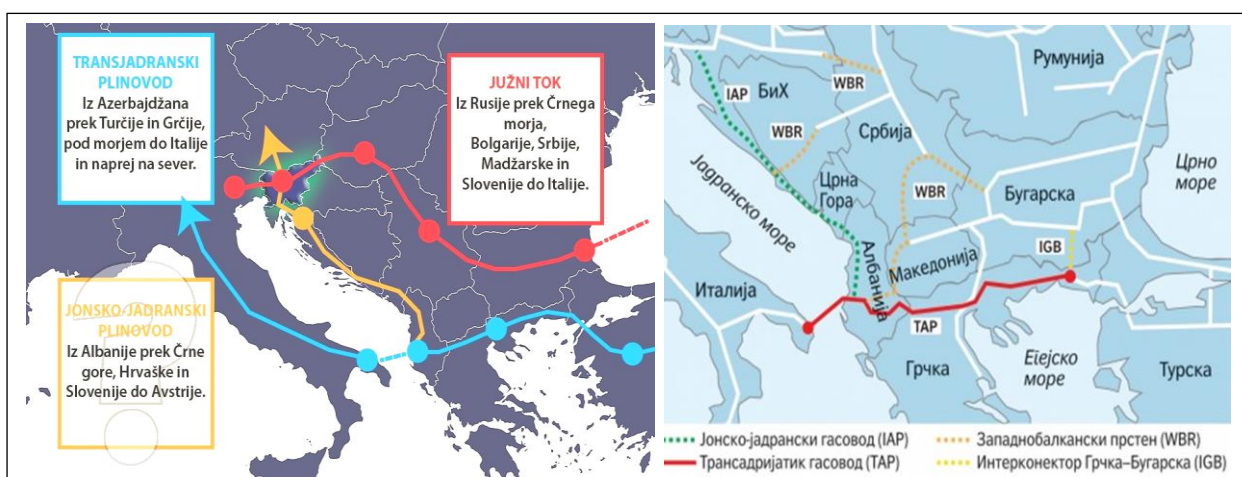 TRANSJADRANSKI
PLINOVOD
Iz Azerbajdžana
prek Turčije in Grčije,
pod morjem do Italije
in naprej na sever.
JUŽNI TOK
Iz Rusije prek Črnega
morja,
Bolgarije, Srbije,
Madžarske in
Slovenije do Italije.
JONSKO-JADRANSKI
PLINOVOD
Iz Albanije prek Črne
gore, Hrvaške in
Slovenije do Avstrije.
Румунија
WBR
IAP
БиХ
WBR
Србија
WBR
Црно
море
Јадранско море
Црна
Гора
WBR
Бугарска
IGB
Албанија
Македонија
Италија
TAP
Грчка
Егејско
море
Турска
Јонско-јадрански гасовод (IAP)
Западнобалкански прстен (WBR)
Трансадријатик гасовод (TAP)
Интерконектор Грчка–Бугарска (IGB)